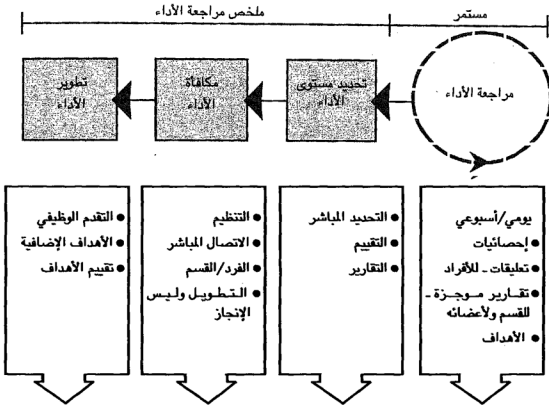 مستمر
ملخص مراجعة الأداء
مراجعة الأداء
تحديد مستوى
الأداء
مكافأة
الأداء
تطوير
الأداء
يومي/أسبوعي
● إحصائيات
● تعليقات - للأفراد
● تقارير موجزة -
للقسم ولأعضائه
● الأهداف
● التحديد المباشر
● التقييم
● التقارير
● التنظيم
● الاتصال المباشر
● الفرد/القسم
● التطويل وليس
الإنجاز
● التقدم الوظيفي
● الأهداف الإضافية
● تقييم الأهداف